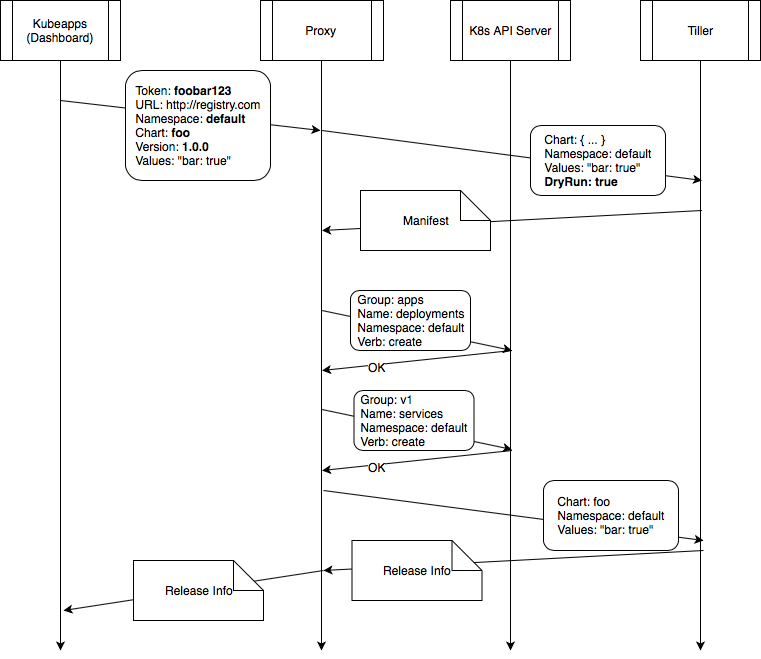 Kubeapps
(Dashboard)
Proxy
K8s API Server
Tiller
Token: foobar123
URL: http://registry.com
Namespace: default
Chart: foo
Version: 1.0.0
Values: "bar: true"
Chart: { ... }
Namespace: default
Values: "bar: true"
DryRun: true
Manifest
Group: apps
Name: deployments
Namespace: default
Verb: create
OK
Group: v1
Name: services
Namespace: default
Verb: create
OK
Chart: foo
Namespace: default
Values: "bar: true"
Release Info
Release Info